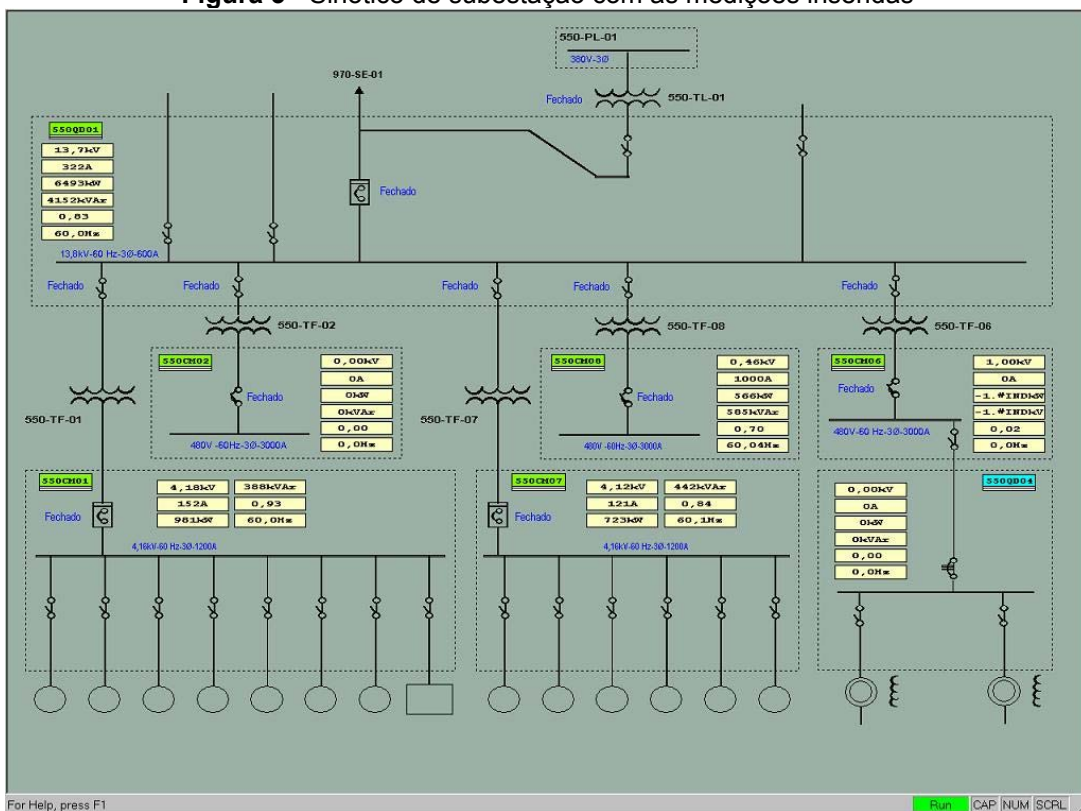 Figura 3 - Sinótico de subestação com as medições inseridas
550-PL-01
380V-3Ø
970-SE-01
Fechado
550-TL-01
550QD01
13,7kV
322A
6493kW
4152kVAr
0,83
60,0Hz
Fechado
13,8kV-60 Hz-3Ø-600A
Fechado
Fechado
Fechado
Fechado
Fechado
550-TF-02
550-TF-08
550-TF-06
550CM02
0,00kV
0A
0kW
0kVAr
0,00
0,0Hz
Fechado
480V -60Hz-3Ø-3000A
550CM08
0,46kV
1000A
566kW
585kVAr
0,70
60,04Hz
Fechado
480V -60Hz-3Ø-3000A
550CM06
1,00kV
0A
-1.#INDkW
-1.#INDkV
0,02
0,0Hz
Fechado
480V-60 Hz-3Ø-3000A
550-TF-01
550-TF-07
550CM01
4,18kV
388kVAr
152A
0,93
981kW
60,0Hz
Fechado
4,16kV-60 Hz-3Ø-1200A
550CM07
4,12kV
442kVAr
121A
0,84
723kW
60,1Hz
Fechado
4,16kV-60 Hz-3Ø-1200A
550QD04
0,00kV
0A
0kW
0kVAr
0,00
0,0Hz
For Help, press F1
Run
CAP
NUM
SCRL